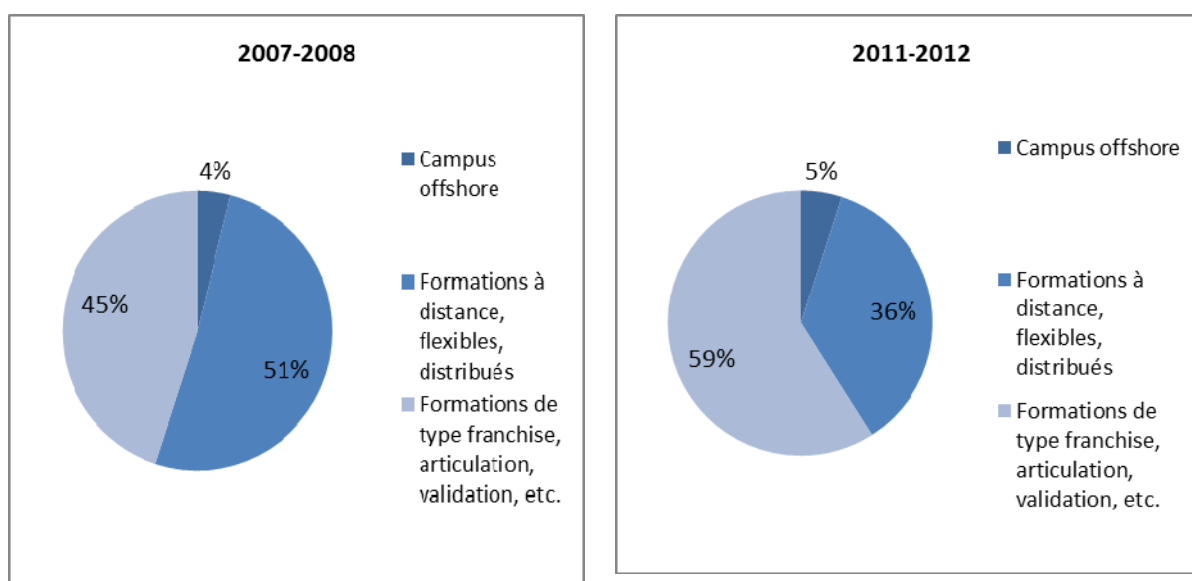 2007-2008
4%
45%
51%
Campus
offshore
Formations à
distance,
flexibles,
distribués
Formations de
type franchise,
articulation,
validation, etc.
2011-2012
5%
36%
59%
Campus offshore
Formations à
distance,
flexibles,
distribués
Formations de
type franchise,
articulation,
validation, etc.